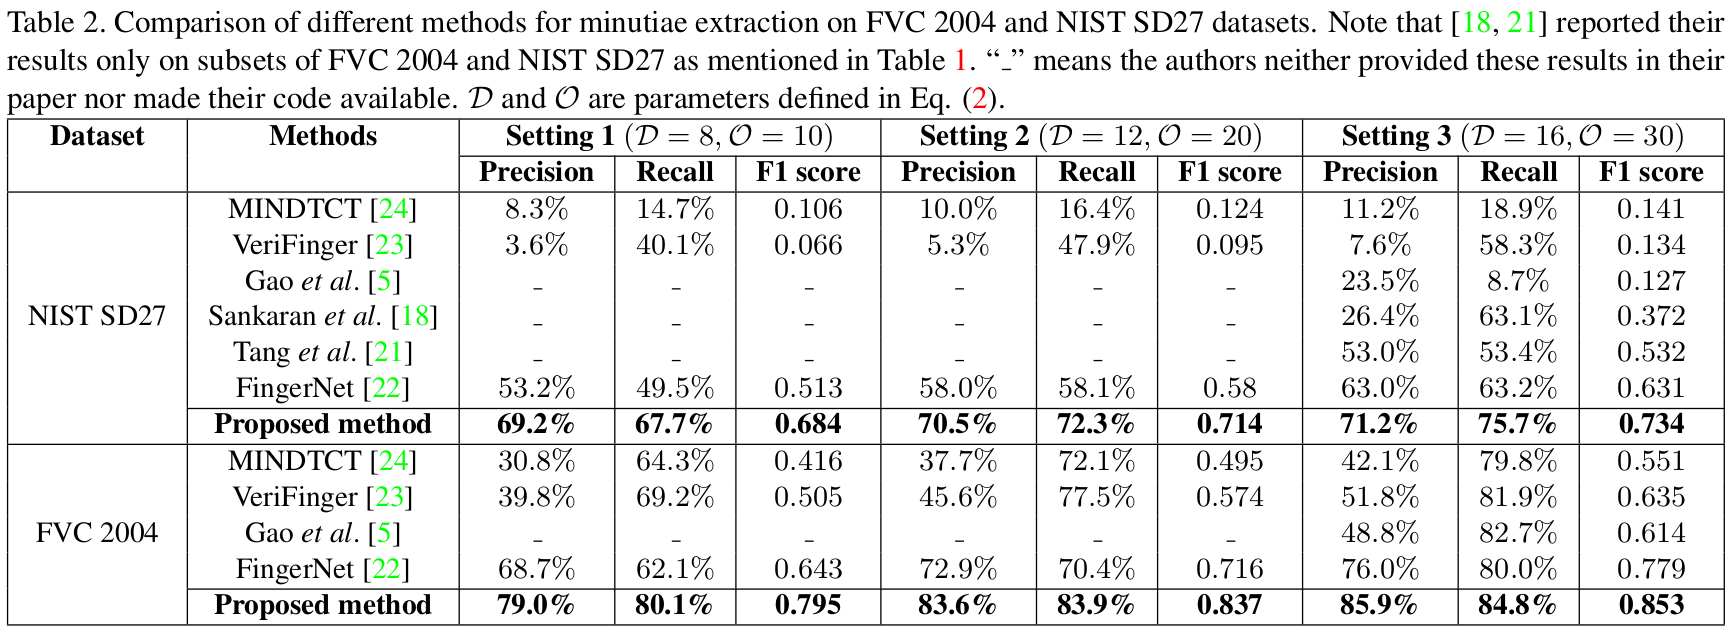 Table 2. Comparison of different methods for minutiae extraction on FVC 2004 and NIST SD27 datasets. Note that [18, 21] reported their
results only on subsets of FVC 2004 and NIST SD27 as mentioned in Table 1. “-” means the authors neither provided these results in their
paper nor made their code available. 𝒟 and 𝒪 are parameters defined in Eq. (2).
Dataset Methods Setting 1 (𝒟 = 8, 𝒪 = 10) Setting 2 (𝒟 = 12, 𝒪 = 20) Setting 3 (𝒟 = 16, 𝒪 = 30)
Precision Recall F1 score Precision Recall F1 score Precision Recall F1 score
MINDTCT [24] 8.3% 14.7% 0.106 10.0% 16.4% 0.124 11.2% 18.9% 0.141
VeriFinger [23] 3.6% 40.1% 0.066 5.3% 47.9% 0.095 7.6% 58.3% 0.134
Gao et al. [5] - - - - - - 23.5% 8.7% 0.127
NIST SD27 Sankaran et al. [18] - - - - - - 26.4% 63.1% 0.372
Tang et al. [21] - - - - - - 53.0% 53.4% 0.532
FingerNet [22] 53.2% 49.5% 0.513 58.0% 58.1% 0.58 63.0% 63.2% 0.631
Proposed method 69.2% 67.7% 0.684 70.5% 72.3% 0.714 71.2% 75.7% 0.734
MINDTCT [24] 30.8% 64.3% 0.416 37.7% 72.1% 0.495 42.1% 79.8% 0.551
VeriFinger [23] 39.8% 69.2% 0.505 45.6% 77.5% 0.574 51.8% 81.9% 0.635
FVC 2004 Gao et al. [5] - - - - - - 48.8% 82.7% 0.614
FingerNet [22] 68.7% 62.1% 0.643 72.9% 70.4% 0.716 76.0% 80.0% 0.779
Proposed method 79.0% 80.1% 0.795 83.6% 83.9% 0.837 85.9% 84.8% 0.853